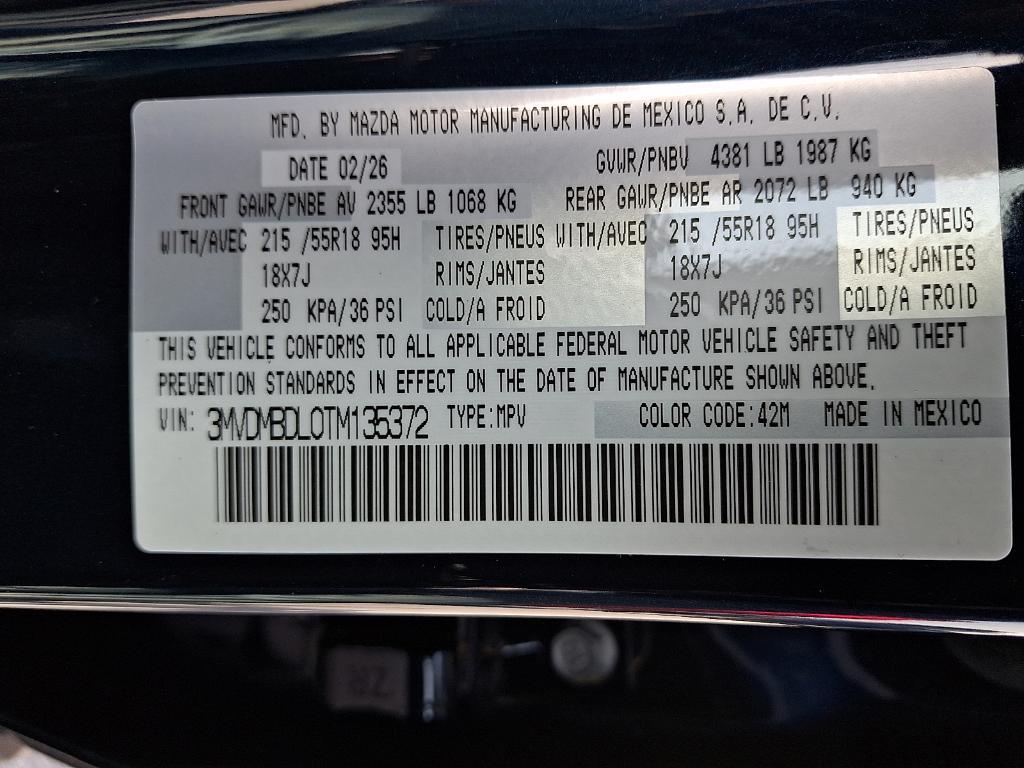 MFD. BY MAZDA MOTOR MANUFACTURING DE MEXICO S.A. DE C.V.
DATE 02/26 GVWR/PNBV 4381 LB 1987 KG
FRONT GAWR/PNBE AV 2355 LB 1068 KG REAR GAWR/PNBE AR 2072 LB 940 KG
WITH/AVEC 215 /55R18 95H TIRES/PNEUS WITH/AVEC 215 /55R18 95H TIRES/PNEUS
18X7J RIMS/JANTES 18X7J RIMS/JANTES
250 KPA/36 PSI COLD/A FROID 250 KPA/36 PSI COLD/A FROID
THIS VEHICLE CONFORMS TO ALL APPLICABLE FEDERAL MOTOR VEHICLE SAFETY AND THEFT
PREVENTION STANDARDS IN EFFECT ON THE DATE OF MANUFACTURE SHOWN ABOVE.
VIN: 3MVDMBDL0TM135372 TYPE:MPV COLOR CODE:42M MADE IN MEXICO